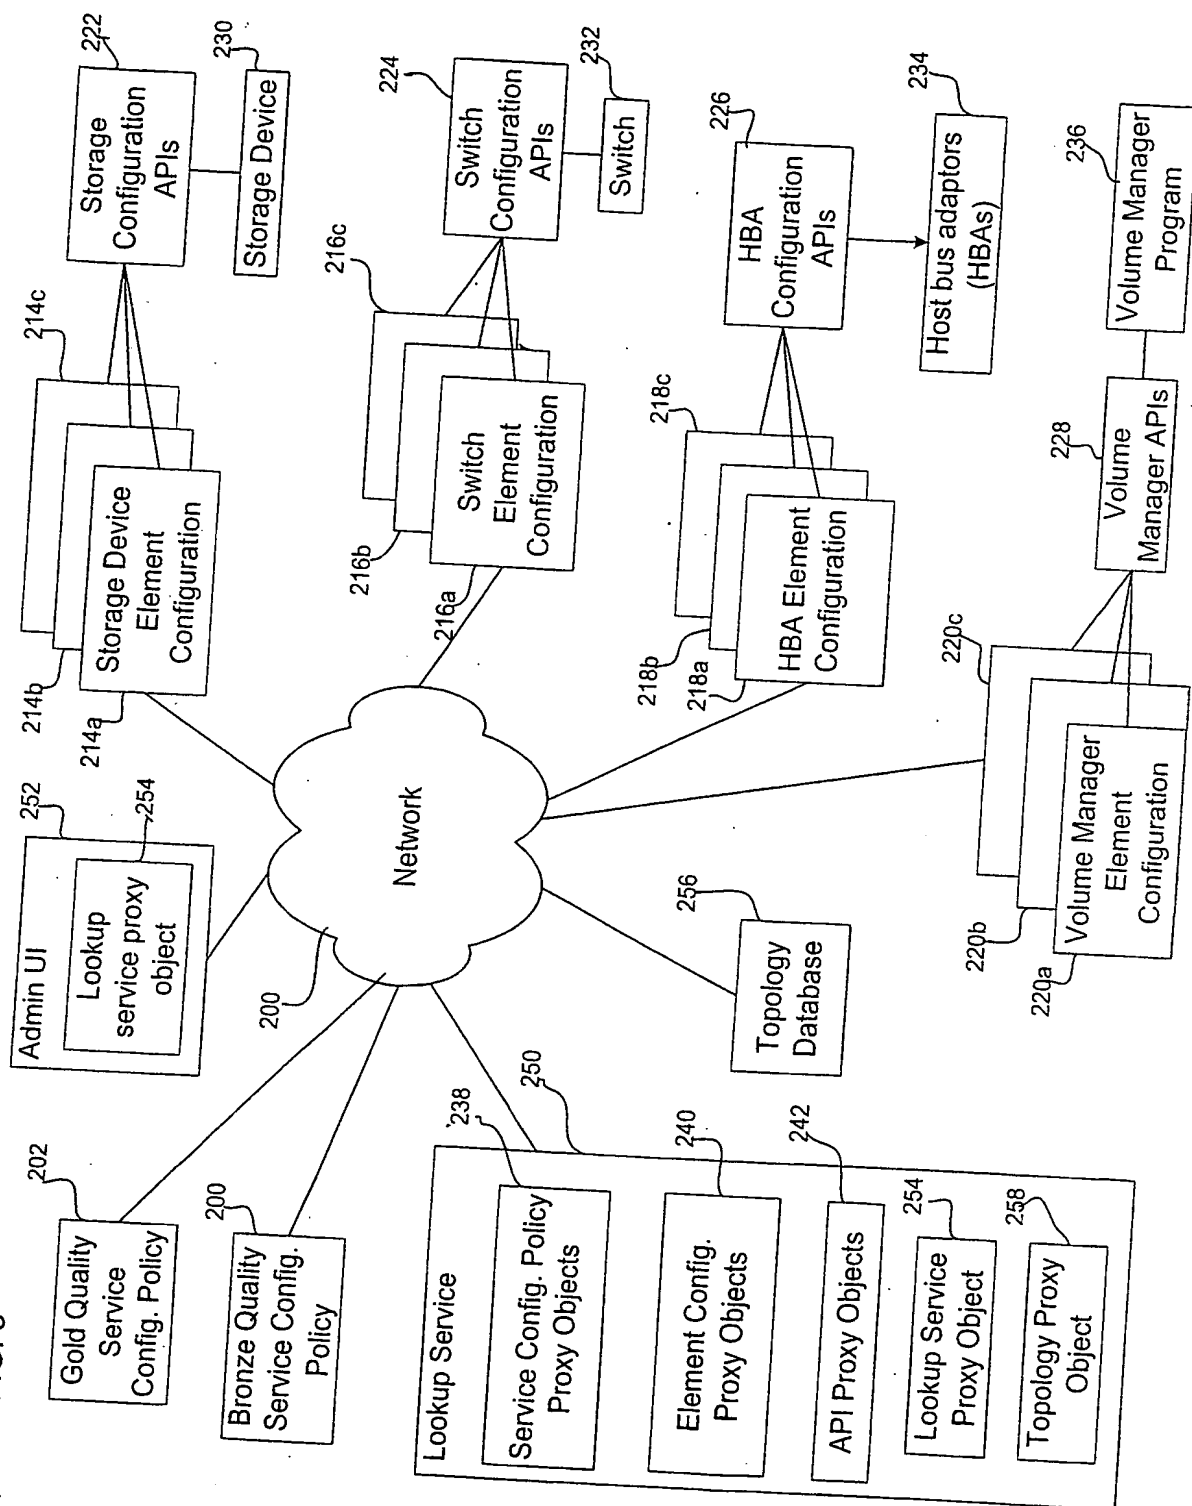 202
Gold Quality
Service
Config. Policy
200
Bronze Quality
Service Config.
Policy
Admin UI
252
Lookup
service proxy
object
254
200
Network
Lookup Service
250
Service Config. Policy
Proxy Objects
238
Element Config.
Proxy Objects
240
API Proxy Objects
242
Lookup Service
Proxy Object
254
Topology Proxy
Object
258
Topology
Database
256
214a
214b
214c
Storage Device
Element
Configuration
222
Storage
Configuration
APIs
230
Storage Device
216a
216b
216c
Switch
Element
Configuration
224
Switch
Configuration
APIs
232
Switch
218a
218b
218c
HBA Element
Configuration
226
HBA
Configuration
APIs
234
Host bus adaptors
(HBAs)
220a
220b
220c
Volume Manager
Element
Configuration
228
Volume
Manager APIs
236
Volume Manager
Program